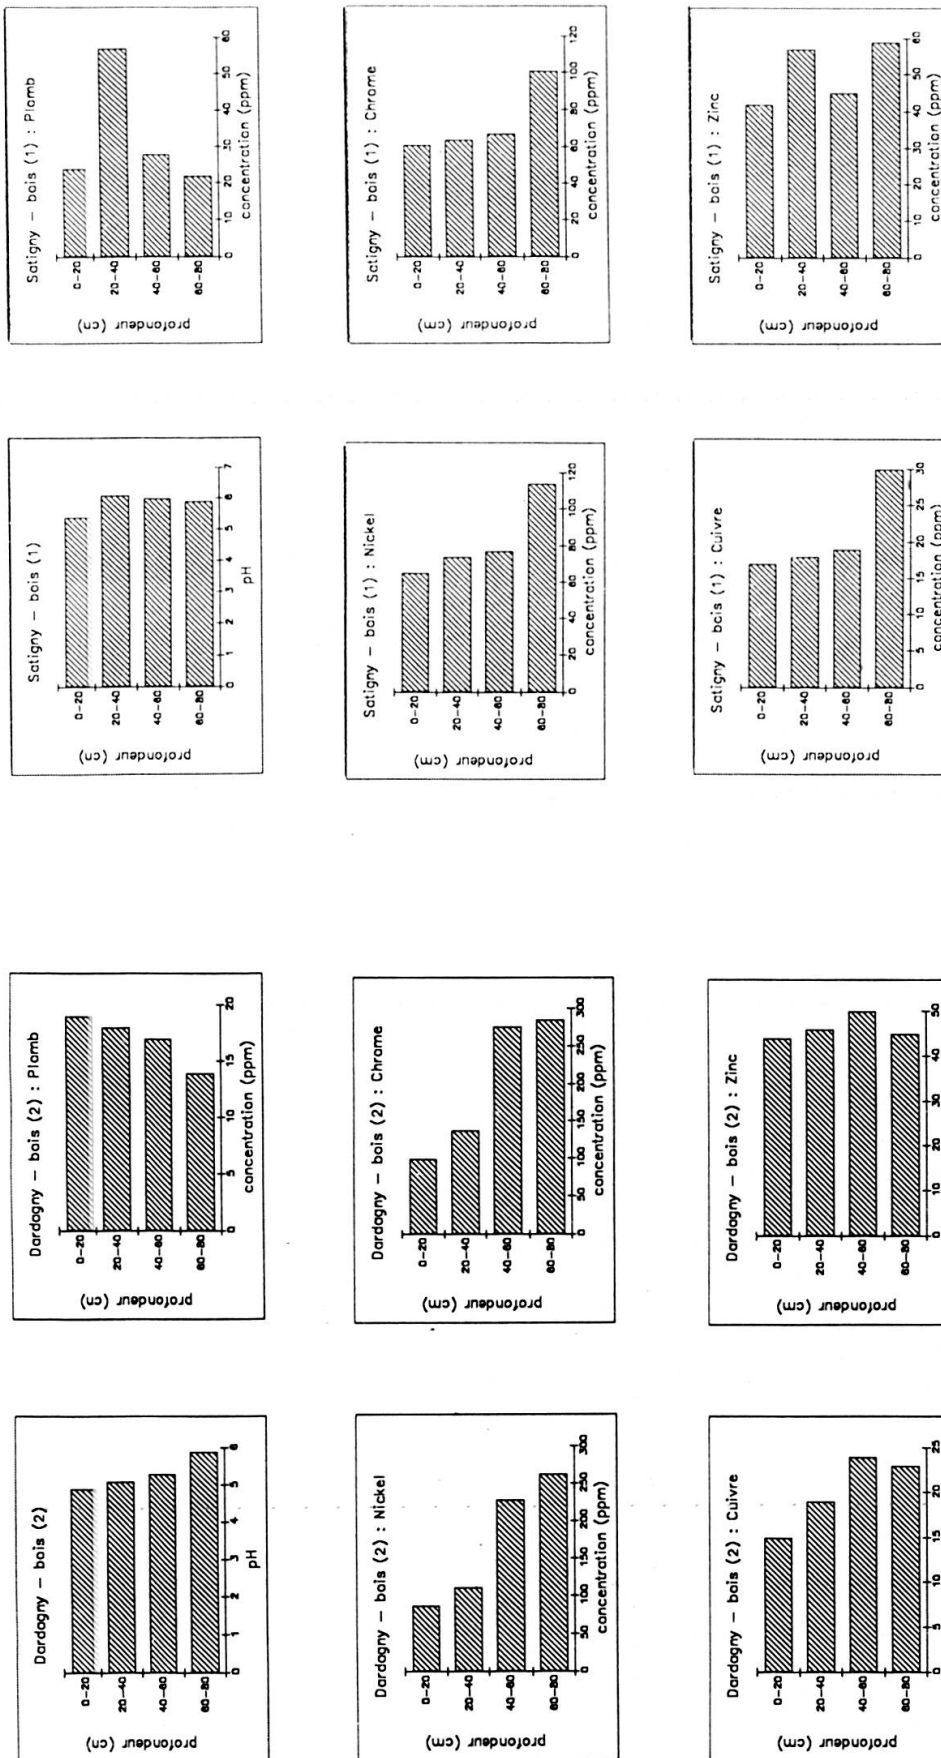 Dardagny – bois (2)
profondeur (cm)
0–20
20–40
40–60
60–80
0 1 2 3 4 5 6
pH
Dardagny – bois (2) : Plomb
profondeur (cm)
0–20
20–40
40–60
60–80
0 5 10 15 20
concentration (ppm)
Satigny – bois (1)
profondeur (cm)
0–20
20–40
40–60
60–80
0 1 2 3 4 5 6 7
pH
Satigny – bois (1) : Plomb
profondeur (cm)
0–20
20–40
40–60
60–80
0 10 20 30 40 50 60
concentration (ppm)
Dardagny – bois (2) : Nickel
profondeur (cm)
0–20
20–40
40–60
60–80
0 50 100 150 200 250 300
concentration (ppm)
Dardagny – bois (2) : Chrome
profondeur (cm)
0–20
20–40
40–60
60–80
0 50 100 150 200 250 300
concentration (ppm)
Satigny – bois (1) : Nickel
profondeur (cm)
0–20
20–40
40–60
60–80
0 20 40 60 80 100 120
concentration (ppm)
Satigny – bois (1) : Chrome
profondeur (cm)
0–20
20–40
40–60
60–80
0 20 40 60 80 100 120
concentration (ppm)
Dardagny – bois (2) : Cuivre
profondeur (cm)
0–20
20–40
40–60
60–80
0 5 10 15 20 25
Dardagny – bois (2) : Zinc
profondeur (cm)
0–20
20–40
40–60
60–80
0 10 20 30 40 50
Satigny – bois (1) : Cuivre
profondeur (cm)
0–20
20–40
40–60
60–80
0 5 10 15 20 25 30
concentration (ppm)
Satigny – bois (1) : Zinc
profondeur (cm)
0–20
20–40
40–60
60–80
0 10 20 30 40 50 60
concentration (ppm)